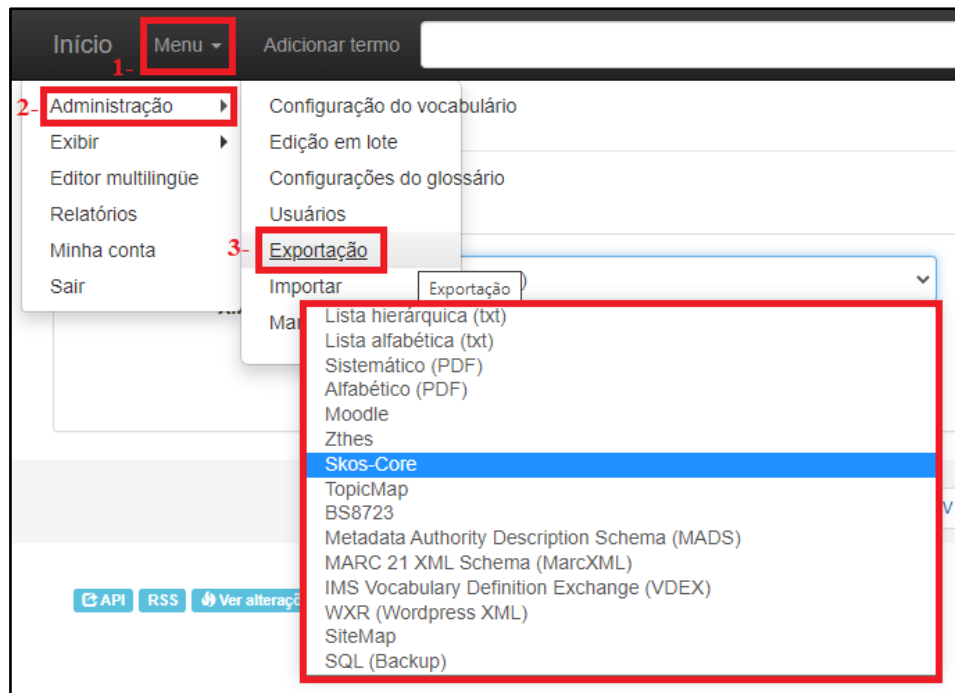 Início Menu Adicionar termo
1-
2- Administração Configuração do vocabulário
Exibir Edição em lote
Editor multilingüe Configurações do glossário
Relatórios Usuários
Minha conta 3- Exportação
Sair Importar Exportação )
Mar
Lista hierárquica (txt)
Lista alfabética (txt)
Sistemático (PDF)
Alfabético (PDF)
Moodle
Zthes
Skos-Core
TopicMap
BS8723 V
Metadata Authority Description Schema (MADS)
MARC 21 XML Schema (MarcXML)
IMS Vocabulary Definition Exchange (VDEX)
API RSS Ver alteraçõ
WXR (Wordpress XML)
SiteMap
SQL (Backup)